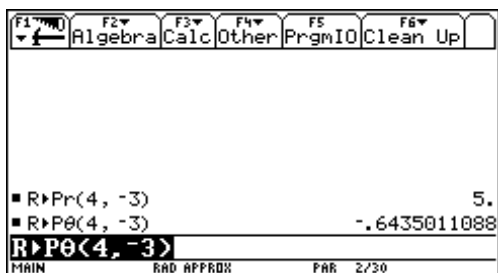 F1 F2 F3 F4 F5 F6
Algebra Calc Other PrgmIO Clean Up
R▸Pr(4, -3) 5.
R▸Pθ(4, -3) -.6435011088
R▸Pθ(4,-3)
MAIN RAD APPROX PAR 2/30